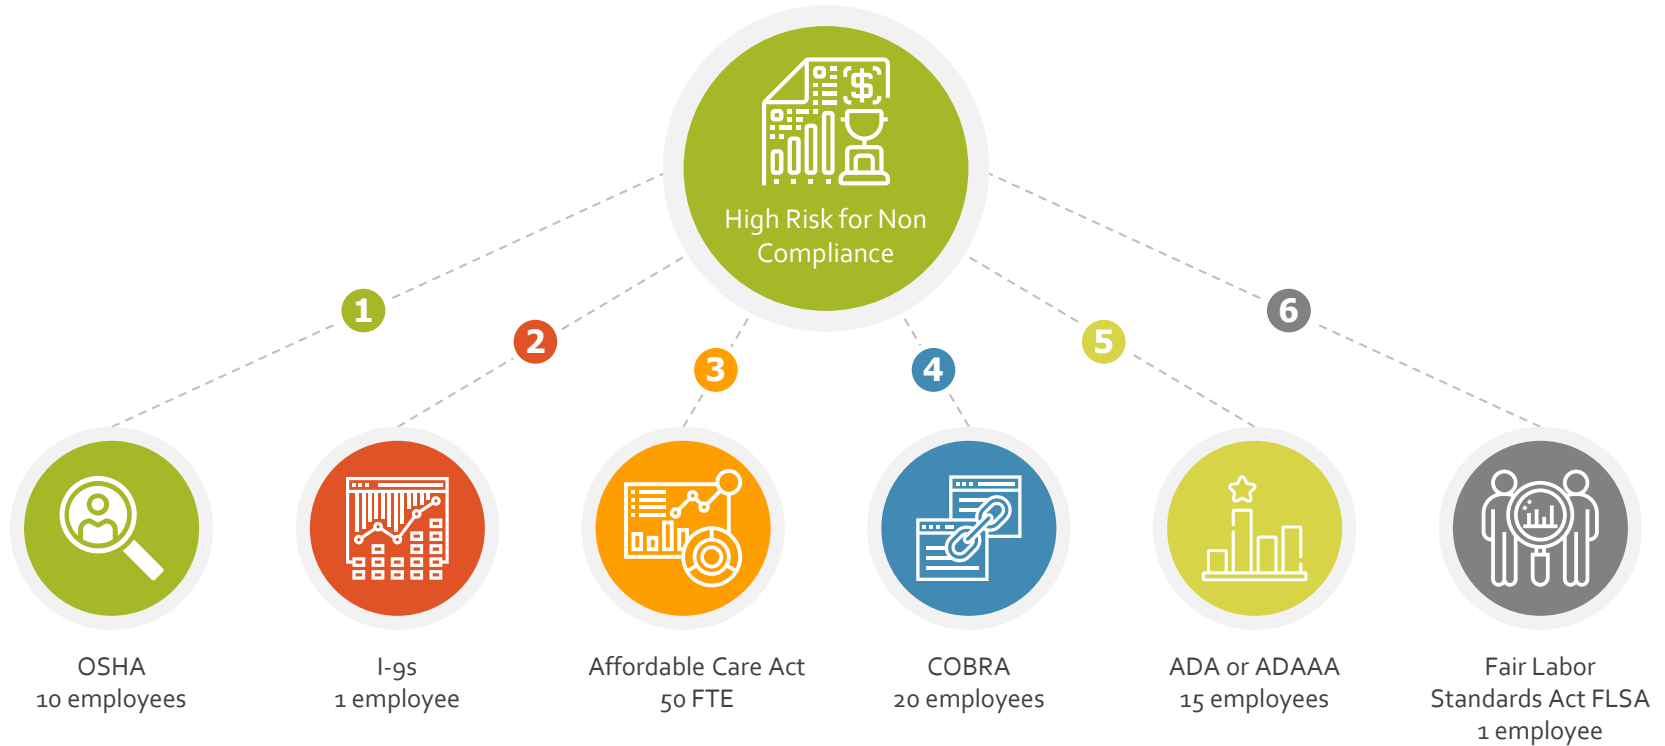 High Risk for Non
Compliance
1
2
3
4
5
6
OSHA
10 employees
I-9s
1 employee
Affordable Care Act
50 FTE
COBRA
20 employees
ADA or ADAAA
15 employees
Fair Labor
Standards Act FLSA
1 employee